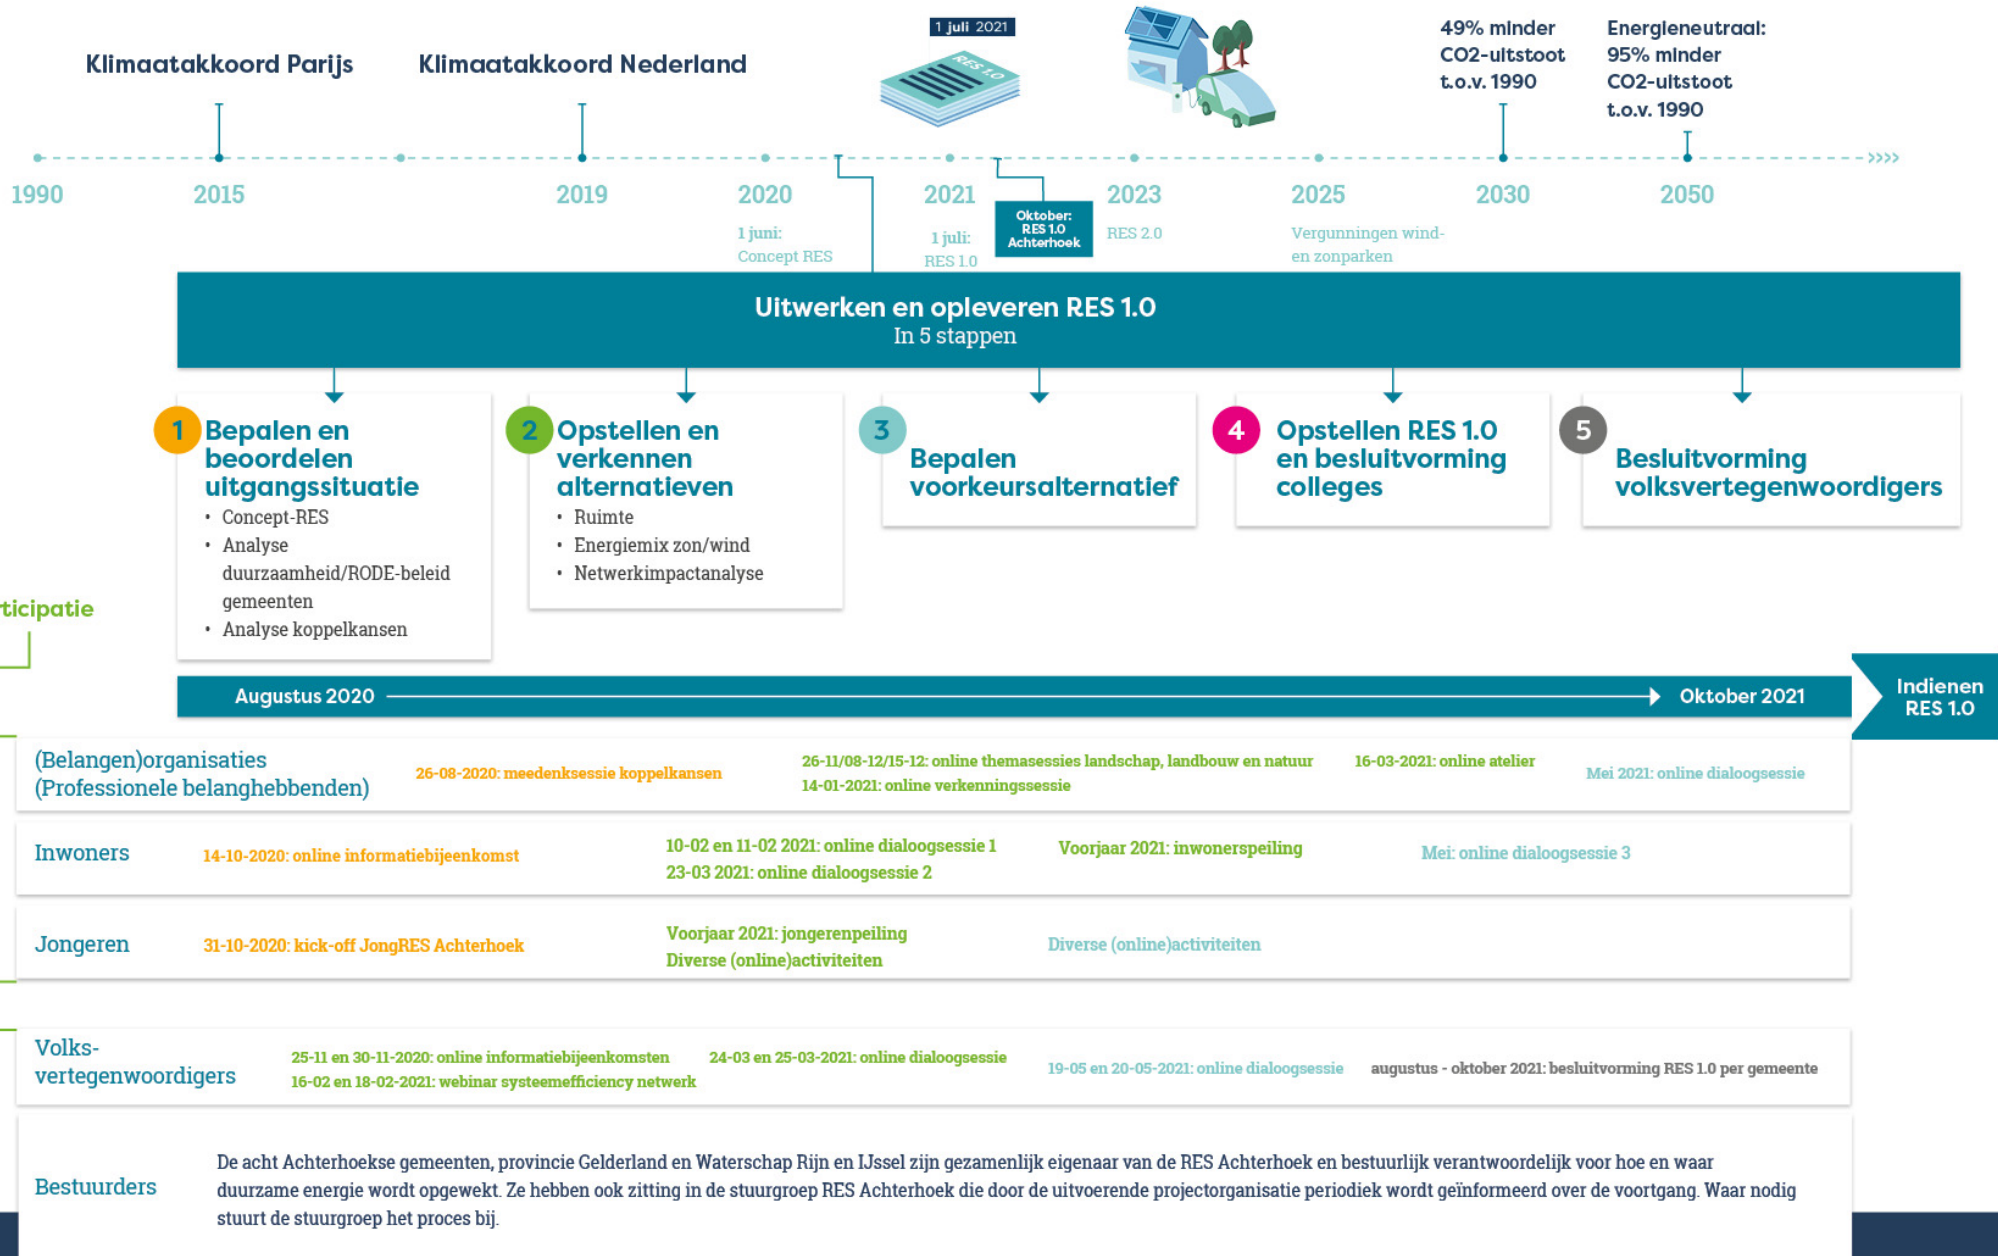 1 juli 2021
RES 1.0
Klimaatakkoord Parijs
Klimaatakkoord Nederland
49% minder
CO2-uitstoot
t.o.v. 1990
Energieneutraal:
95% minder
CO2-uitstoot
t.o.v. 1990
1990
2015
2019
2020
2021
2023
2025
2030
2050
1 juni:
Concept RES
1 juli:
RES 1.0
Oktober:
RES 1.0
Achterhoek
RES 2.0
Vergunningen wind-
en zonparken
Uitwerken en opleveren RES 1.0
In 5 stappen
1 Bepalen en
beoordelen
uitgangssituatie
• Concept-RES
• Analyse
duurzaamheid/RODE-beleid
gemeenten
• Analyse koppelkansen
2 Opstellen en
verkennen
alternatieven
• Ruimte
• Energiemix zon/wind
• Netwerkimpactanalyse
3
Bepalen
voorkeursalternatief
4 Opstellen RES 1.0
en besluitvorming
colleges
5
Besluitvorming
volksvertegenwoordigers
ticipatie
Augustus 2020
Oktober 2021
Indienen
RES 1.0
(Belangen)organisaties
(Professionele belanghebbenden)
26-08-2020: meedenksessie koppelkansen
26-11/08-12/15-12: online themasessies landschap, landbouw en natuur
14-01-2021: online verkenningssessie
16-03-2021: online atelier
Mei 2021: online dialoogsessie
Inwoners
14-10-2020: online informatiebijeenkomst
10-02 en 11-02 2021: online dialoogsessie 1
23-03 2021: online dialoogsessie 2
Voorjaar 2021: inwonerspeiling
Mei: online dialoogsessie 3
Jongeren
31-10-2020: kick-off JongRES Achterhoek
Voorjaar 2021: jongerenpeiling
Diverse (online)activiteiten
Diverse (online)activiteiten
Volks-
vertegenwoordigers
25-11 en 30-11-2020: online informatiebijeenkomsten
16-02 en 18-02-2021: webinar systeemefficiency netwerk
24-03 en 25-03-2021: online dialoogsessie
19-05 en 20-05-2021: online dialoogsessie
augustus - oktober 2021: besluitvorming RES 1.0 per gemeente
Bestuurders
De acht Achterhoekse gemeenten, provincie Gelderland en Waterschap Rijn en IJssel zijn gezamenlijk eigenaar van de RES Achterhoek en bestuurlijk verantwoordelijk voor hoe en waar
duurzame energie wordt opgewekt. Ze hebben ook zitting in de stuurgroep RES Achterhoek die door de uitvoerende projectorganisatie periodiek wordt geïnformeerd over de voortgang. Waar nodig
stuurt de stuurgroep het proces bij.